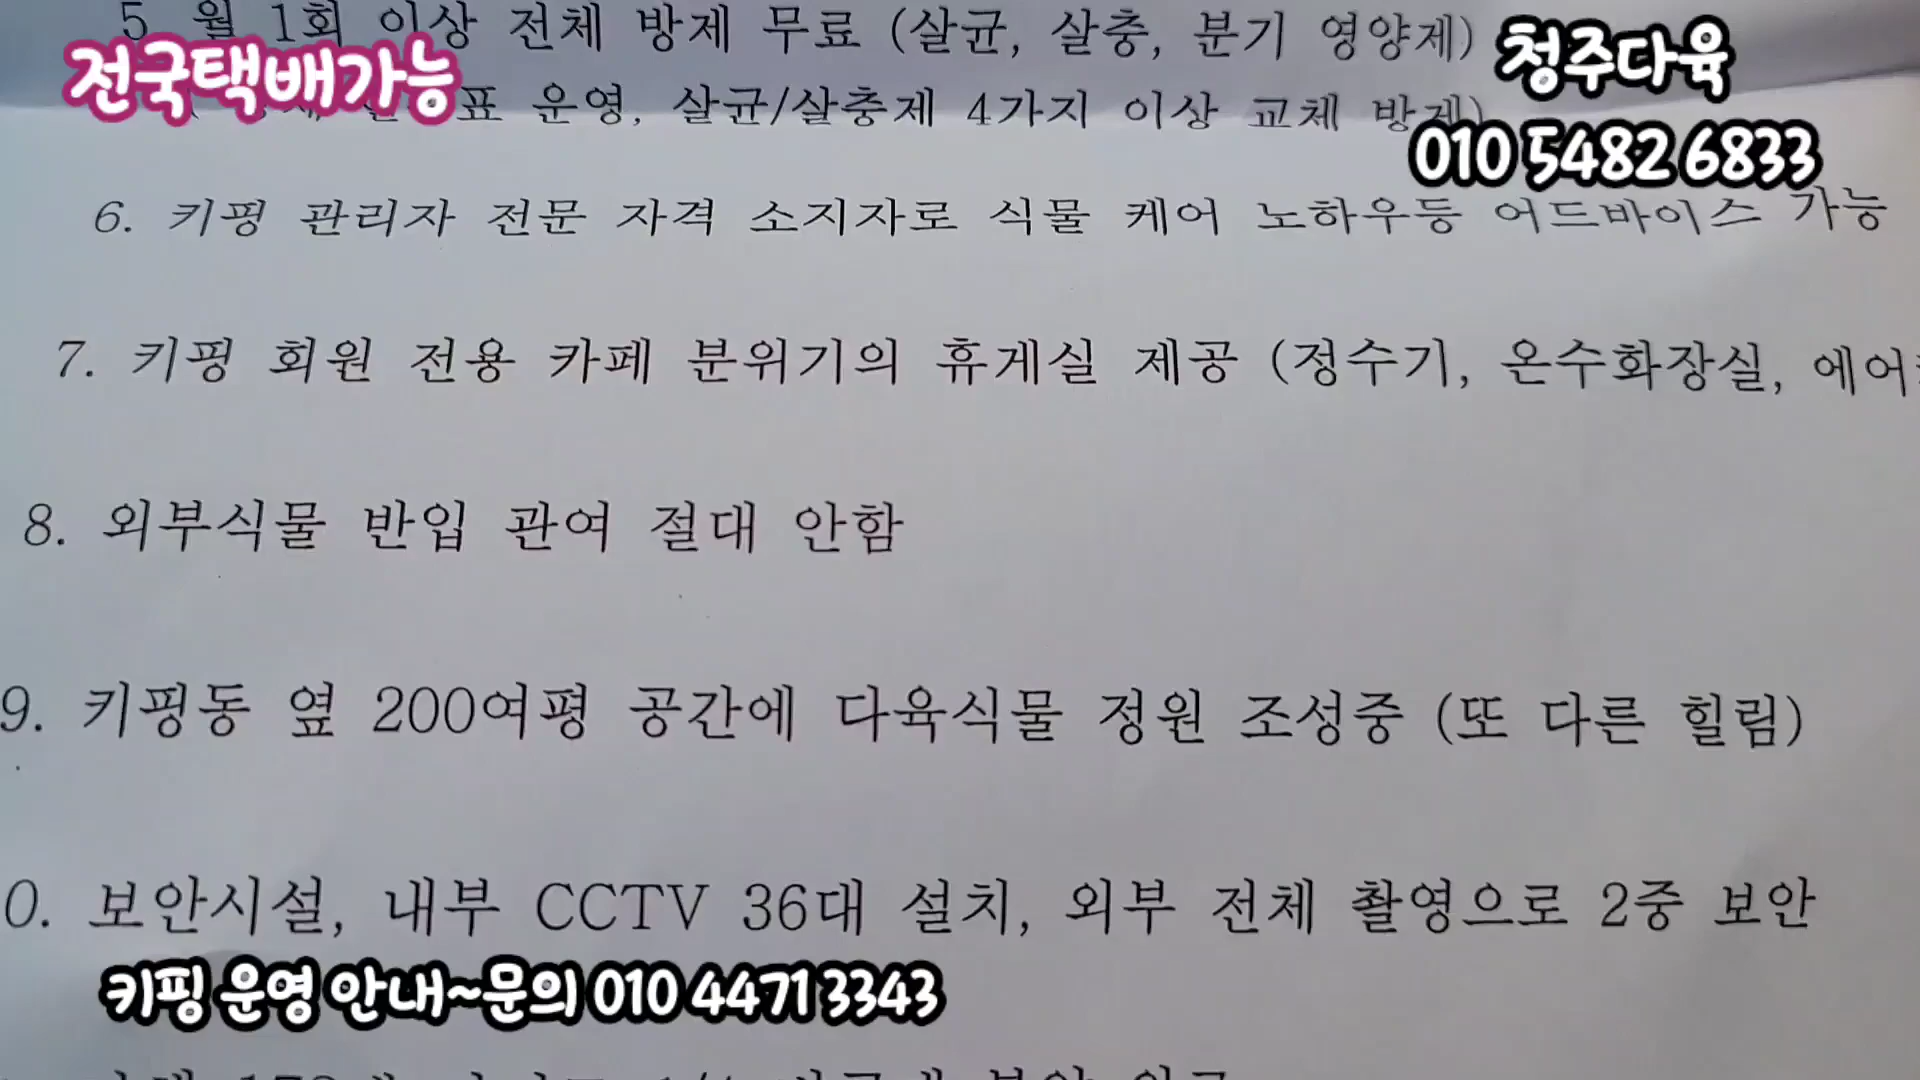 5. 월 1회 이상 전체 방제 무료 (살균, 살충, 분기 영양제)
전국택배가능
청주다육
표 운영, 살균/살충제 4가지 이상 교체 방제)
010 5482 6833
6. 키핑 관리자 전문 자격 소지자로 식물 케어 노하우등 어드바이스 가능
7. 키핑 회원 전용 카페 분위기의 휴게실 제공 (정수기, 온수화장실, 에어
8. 외부식물 반입 관여 절대 안함
9. 키핑동 옆 200여평 공간에 다육식물 정원 조성중 (또 다른 힐림)
0. 보안시설, 내부 CCTV 36대 설치, 외부 전체 촬영으로 2중 보안
키핑 운영 안내~문의 010 4471 3343